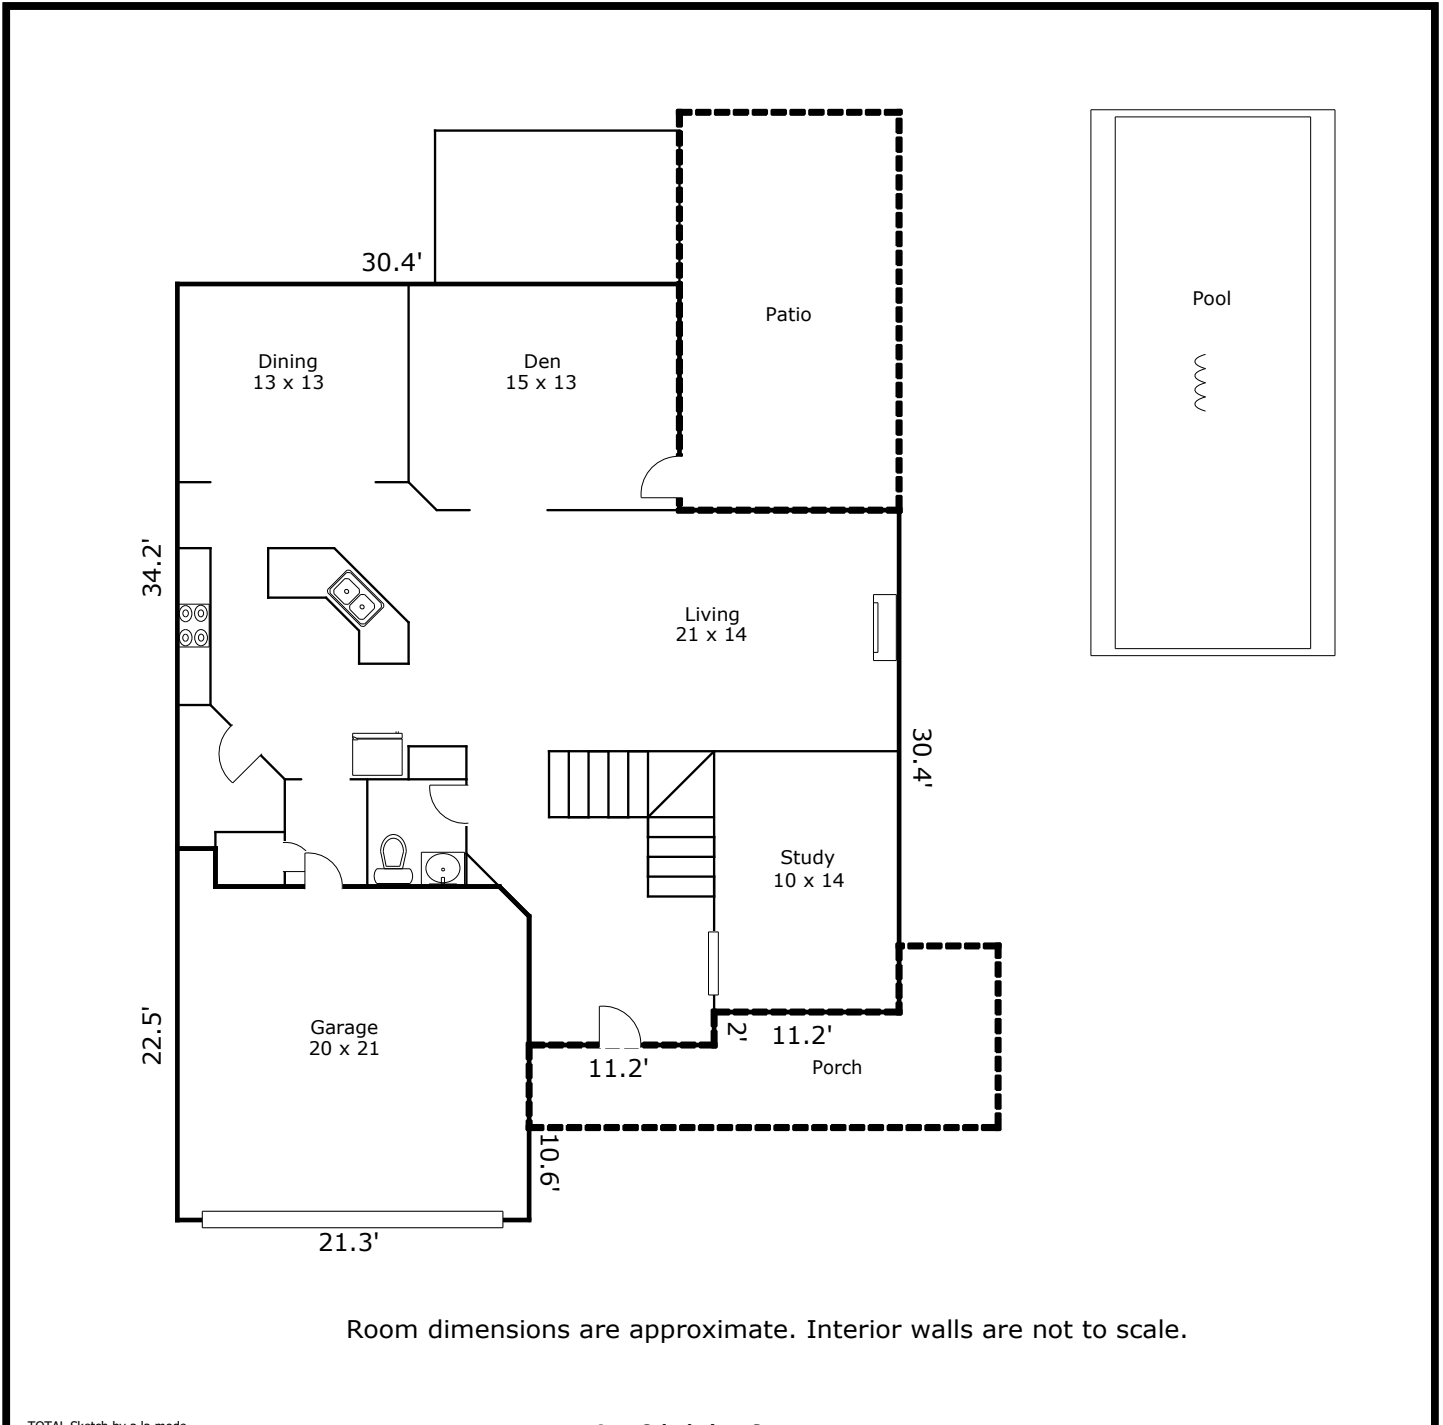 30.4'
Patio
Pool
Dining
13 x 13
Den
15 x 13
34.2'
Living
21 x 14
30.4'
Study
10 x 14
22.5'
Garage
20 x 21
2'
11.2'
11.2'
Porch
10.6'
21.3'
Room dimensions are approximate. Interior walls are not to scale.